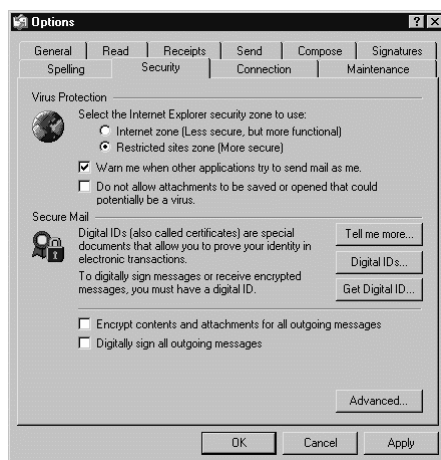 Options
General Read Receipts Send Compose Signatures
Spelling Security Connection Maintenance
Virus Protection
Select the Internet Explorer security zone to use:
Internet zone (Less secure, but more functional)
Restricted sites zone (More secure)
Warn me when other applications try to send mail as me.
Do not allow attachments to be saved or opened that could
potentially be a virus.
Secure Mail
Digital IDs (also called certificates) are special
documents that allow you to prove your identity in
electronic transactions.
Tell me more...
Digital IDs...
To digitally sign messages or receive encrypted
messages, you must have a digital ID.
Get Digital ID...
Encrypt contents and attachments for all outgoing messages
Digitally sign all outgoing messages
Advanced...
OK Cancel Apply